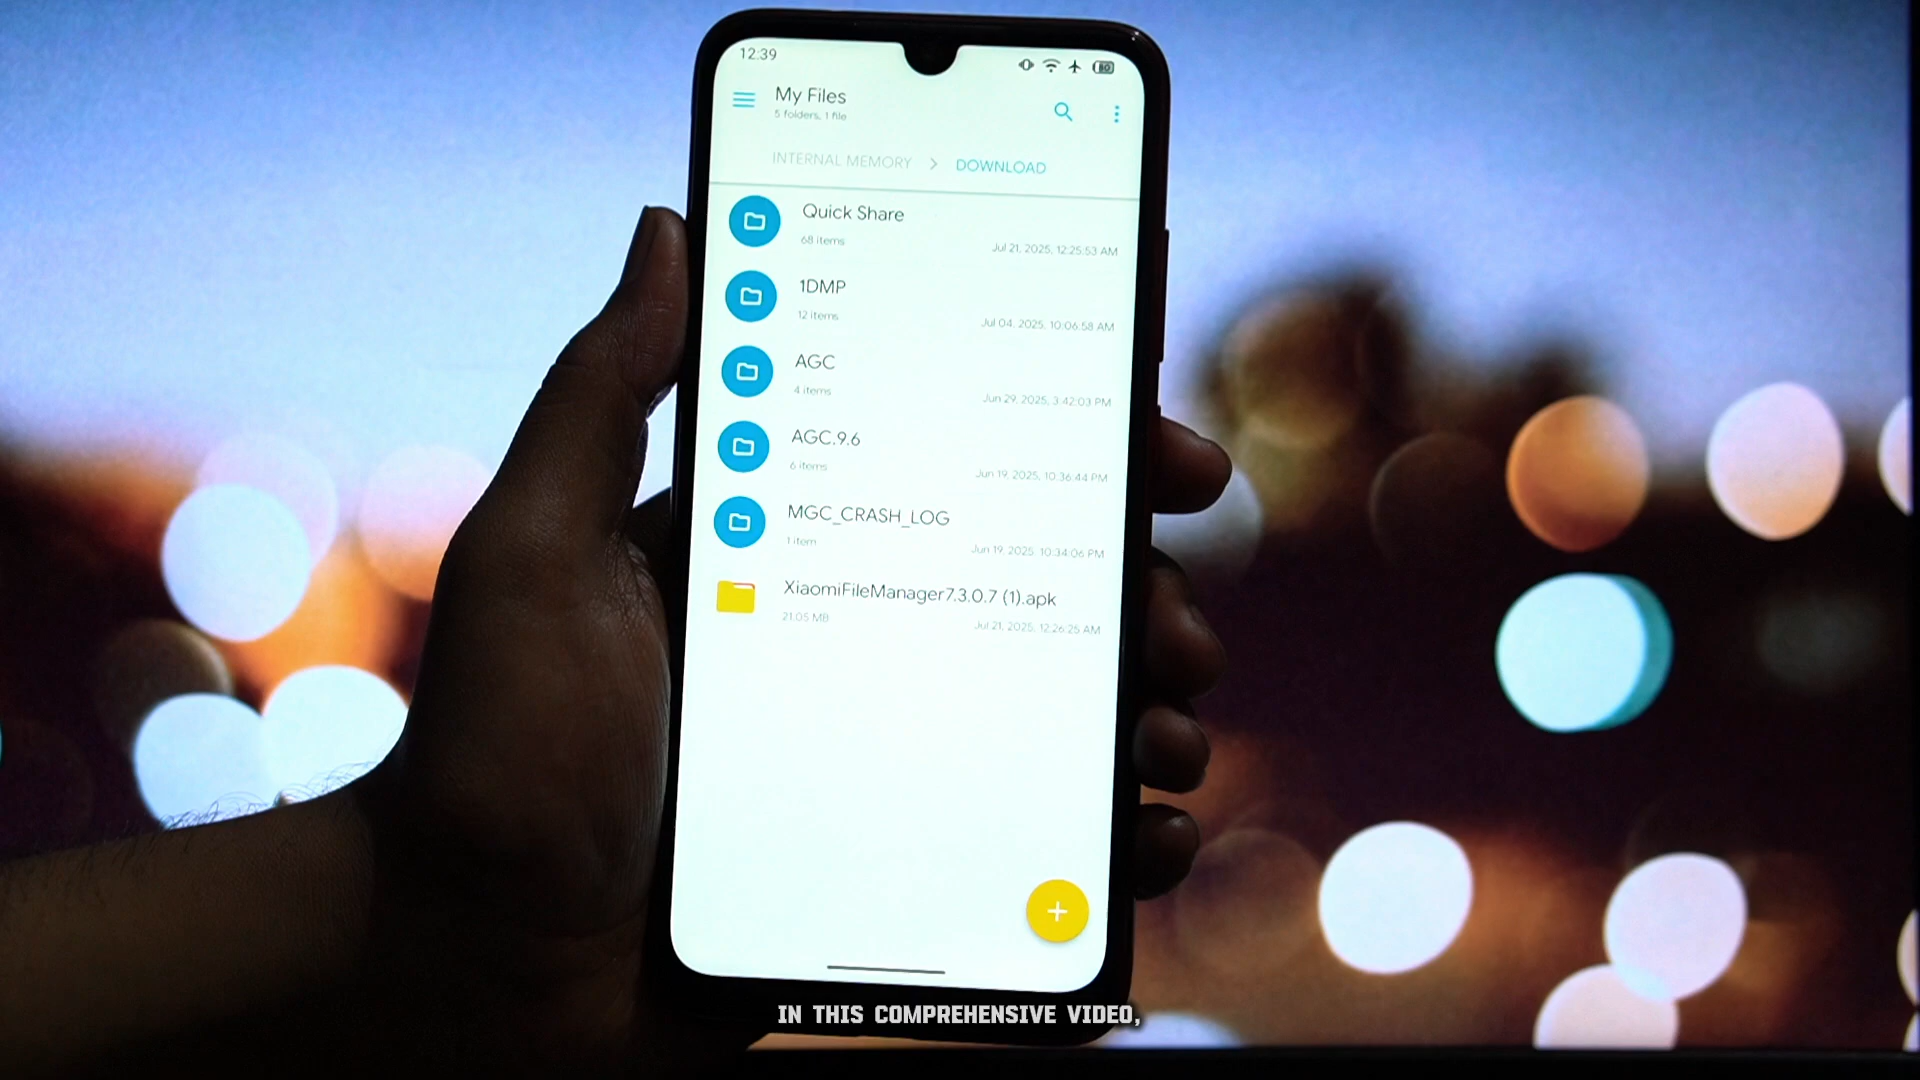 12:39
80
My Files
5 folders, 1 file
INTERNAL MEMORY > DOWNLOAD
Quick Share
68 items
Jul 21, 2025, 12:25:53 AM
1DMP
12 items
Jul 04, 2025, 10:06:58 AM
AGC
4 items
Jun 29, 2025, 3:42:03 PM
AGC.9.6
6 items
Jun 19, 2025, 10:36:44 PM
MGC_CRASH_LOG
1 item
Jun 19, 2025, 10:34:06 PM
XiaomiFileManager7.3.0.7 (1).apk
21.05 MB
Jul 21, 2025, 12:26:25 AM
IN THIS COMPREHENSIVE VIDEO,